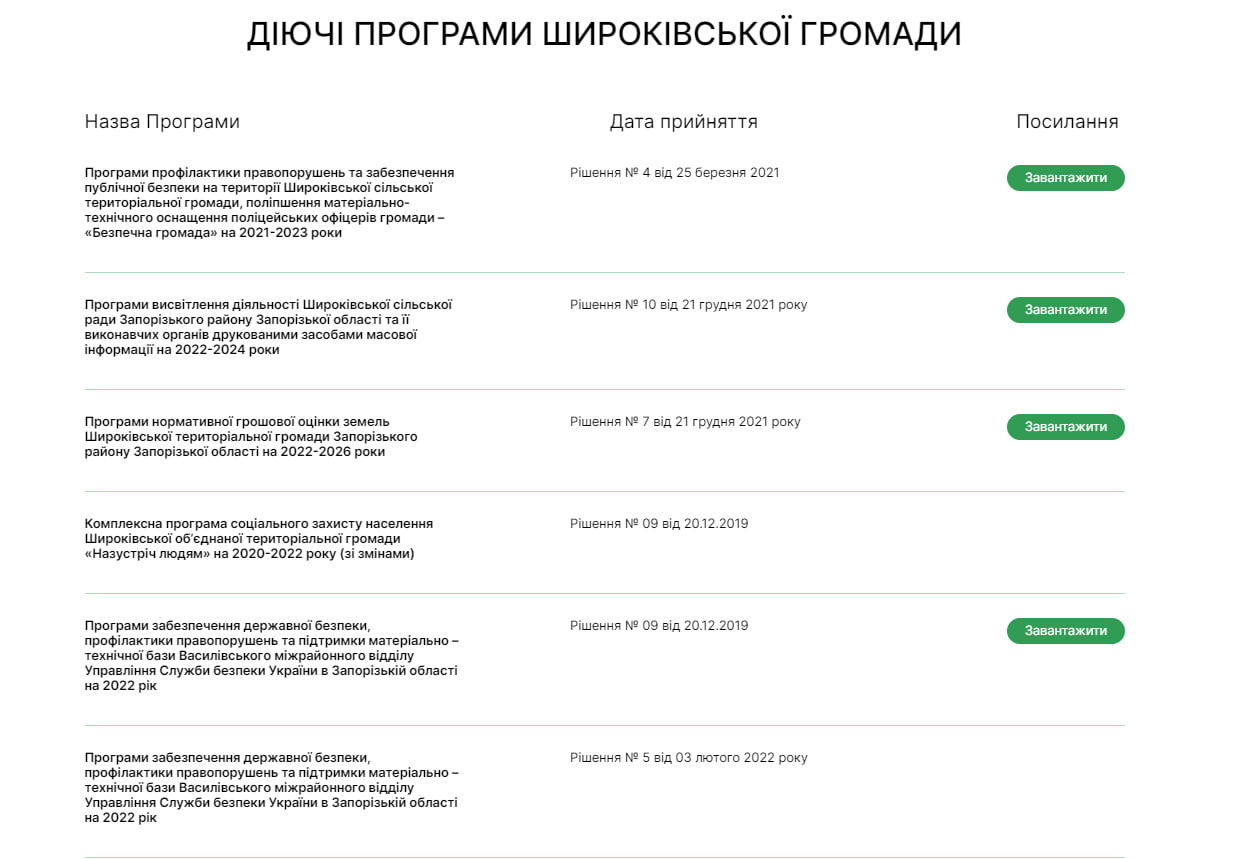 ДІЮЧІ ПРОГРАМИ ШИРОКІВСЬКОЇ ГРОМАДИ
Назва Програми Дата прийняття Посилання
Програми профілактики правопорушень та забезпечення
публічної безпеки на території Широківської сільської
територіальної громади, поліпшення матеріально-
технічного оснащення поліцейських офіцерів громади –
«Безпечна громада» на 2021-2023 роки
Рішення № 4 від 25 березня 2021
Завантажити
Програми висвітлення діяльності Широківської сільської
ради Запорізького району Запорізької області та її
виконавчих органів друкованими засобами масової
інформації на 2022-2024 роки
Рішення № 10 від 21 грудня 2021 року
Завантажити
Програми нормативної грошової оцінки земель
Широківської територіальної громади Запорізького
району Запорізької області на 2022-2026 роки
Рішення № 7 від 21 грудня 2021 року
Завантажити
Комплексна програма соціального захисту населення
Широківської об’єднаної територіальної громади
«Назустріч людям» на 2020-2022 року (зі змінами)
Рішення № 09 від 20.12.2019
Програми забезпечення державної безпеки,
профілактики правопорушень та підтримки матеріально –
технічної бази Василівського міжрайонного відділу
Управління Служби безпеки України в Запорізькій області
на 2022 рік
Рішення № 09 від 20.12.2019
Завантажити
Програми забезпечення державної безпеки,
профілактики правопорушень та підтримки матеріально –
технічної бази Василівського міжрайонного відділу
Управління Служби безпеки України в Запорізькій області
на 2022 рік
Рішення № 5 від 03 лютого 2022 року